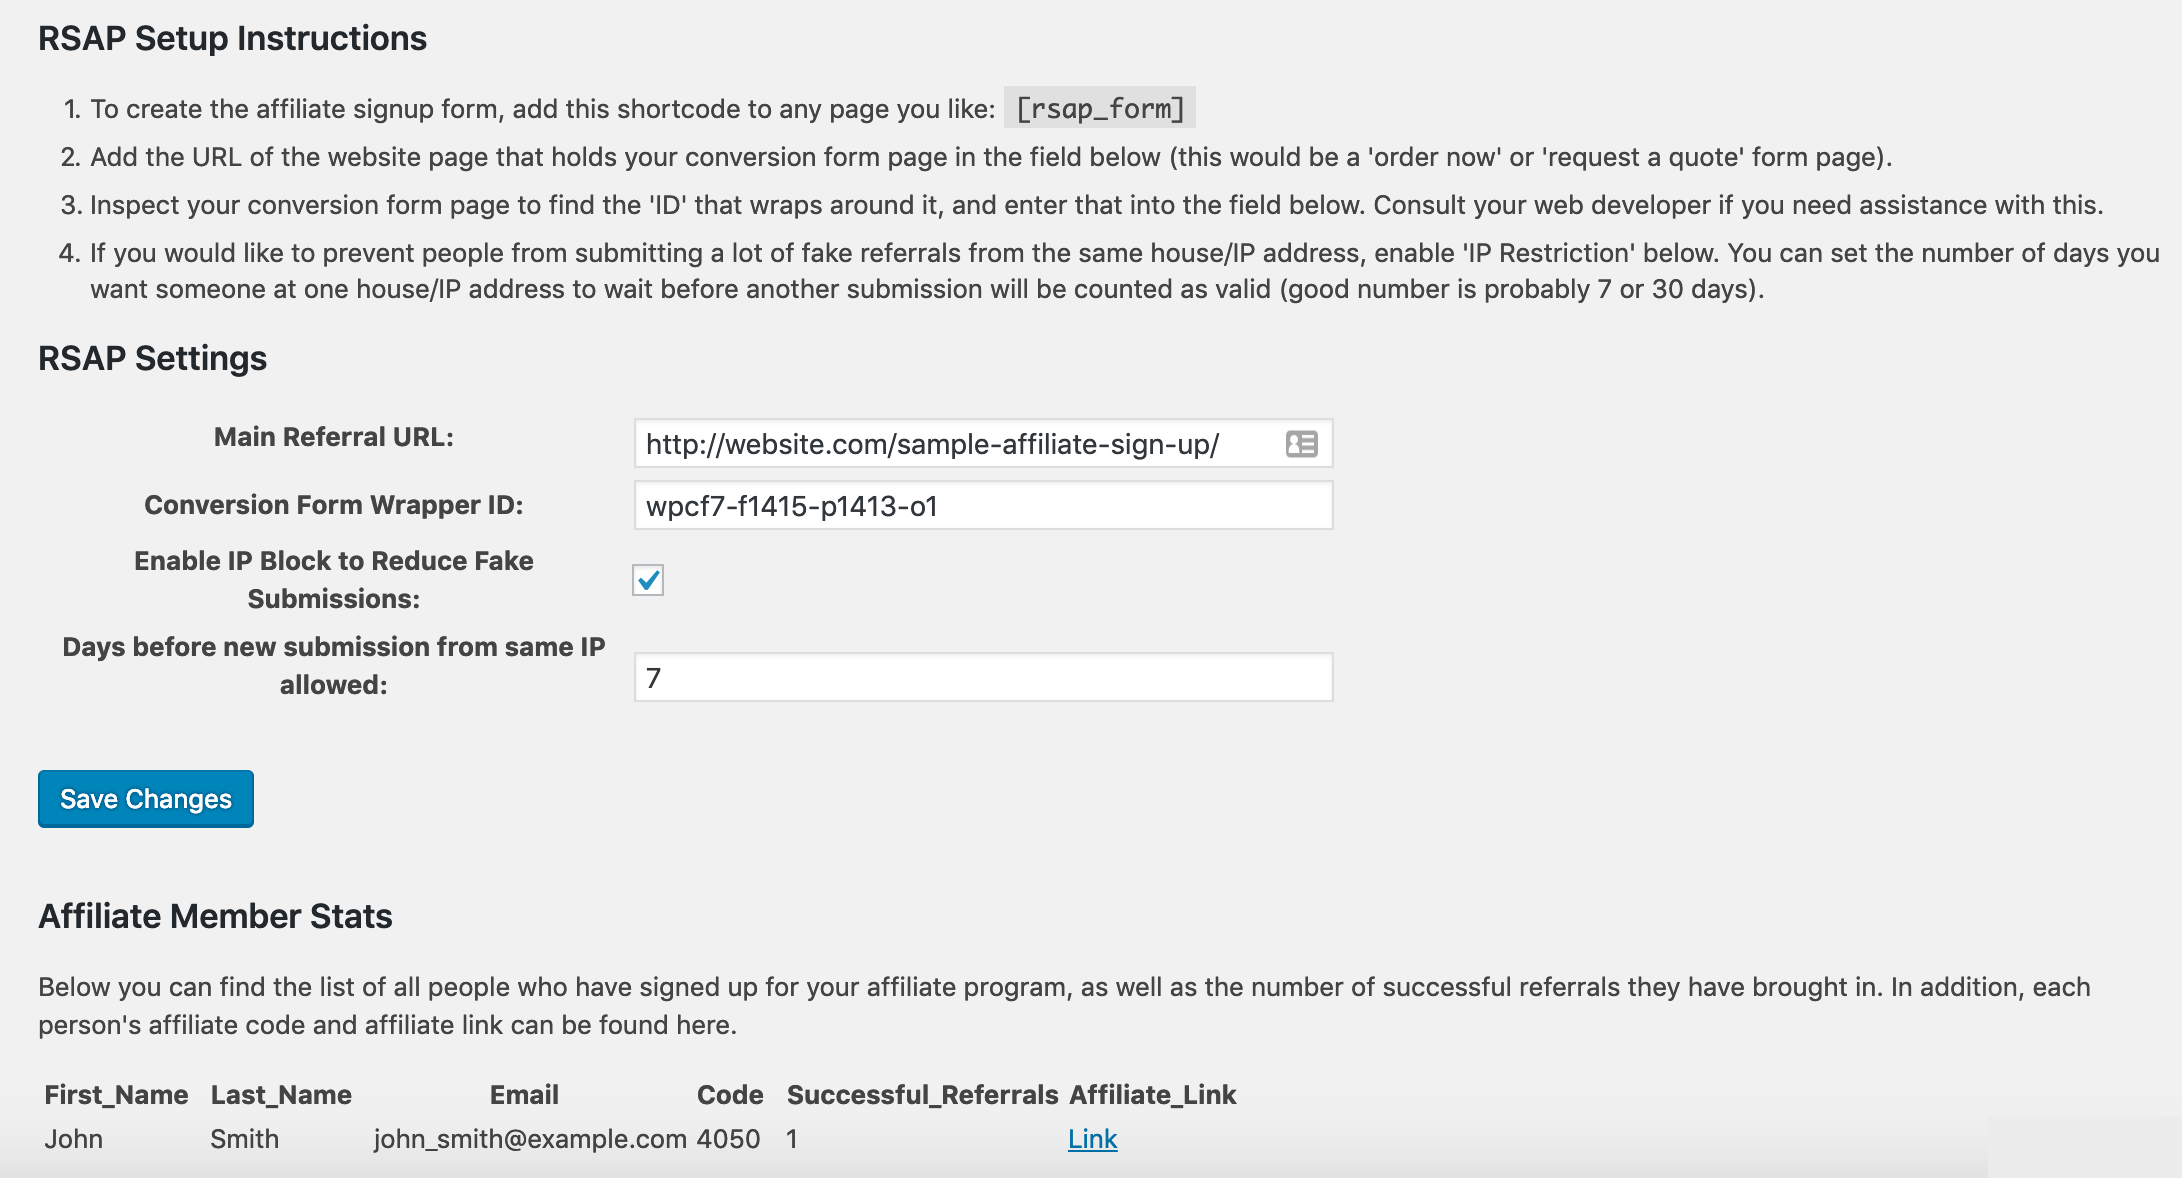 RSAP Setup Instructions
1. To create the affiliate signup form, add this shortcode to any page you like: [rsap_form]
2. Add the URL of the website page that holds your conversion form page in the field below (this would be a 'order now' or 'request a quote' form page).
3. Inspect your conversion form page to find the 'ID' that wraps around it, and enter that into the field below. Consult your web developer if you need assistance with this.
4. If you would like to prevent people from submitting a lot of fake referrals from the same house/IP address, enable 'IP Restriction' below. You can set the number of days you
want someone at one house/IP address to wait before another submission will be counted as valid (good number is probably 7 or 30 days).
RSAP Settings
Main Referral URL: http://website.com/sample-affiliate-sign-up/
Conversion Form Wrapper ID: wpcf7-f1415-p1413-o1
Enable IP Block to Reduce Fake
Submissions:
Days before new submission from same IP
allowed: 7
Save Changes
Affiliate Member Stats
Below you can find the list of all people who have signed up for your affiliate program, as well as the number of successful referrals they have brought in. In addition, each
person's affiliate code and affiliate link can be found here.
First_Name Last_Name Email Code Successful_Referrals Affiliate_Link
John Smith john_smith@example.com 4050 1 Link